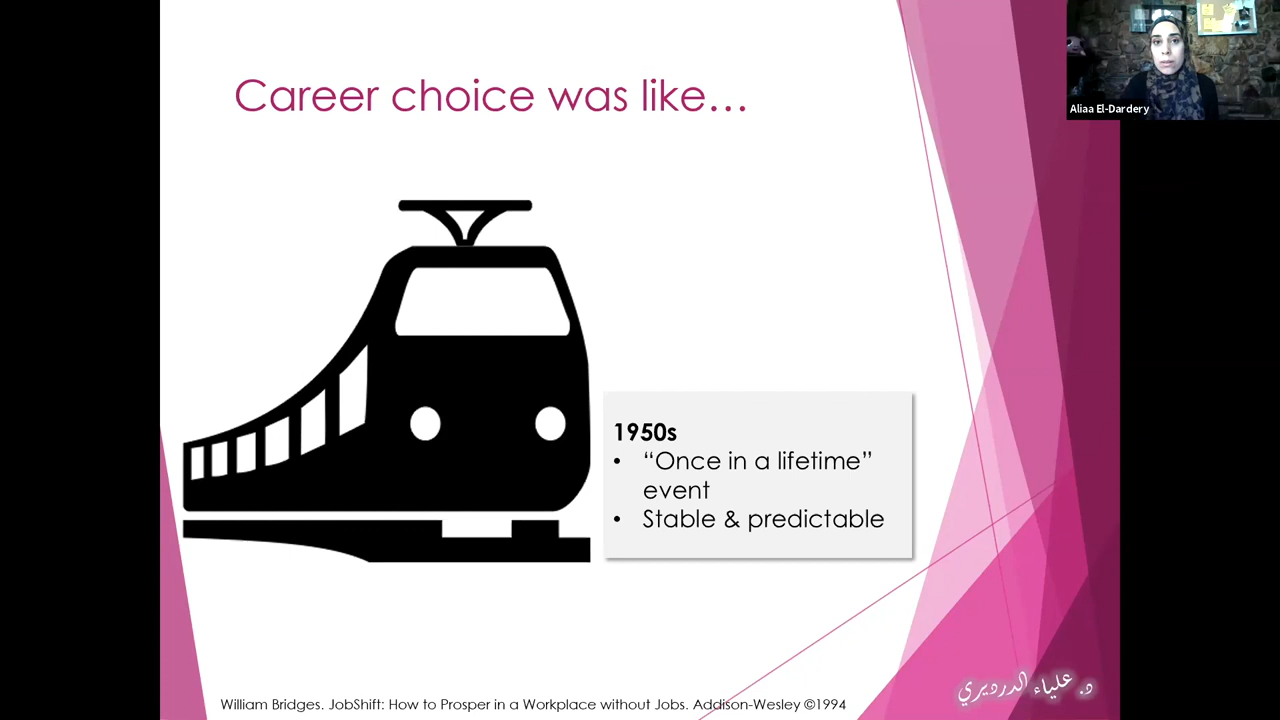 Career choice was like…
Aliaa El-Dardery
1950s
• “Once in a lifetime”
event
• Stable & predictable
William Bridges. JobShift: How to Prosper in a Workplace without Jobs. Addison-Wesley ©1994
د. علياء الدرديري